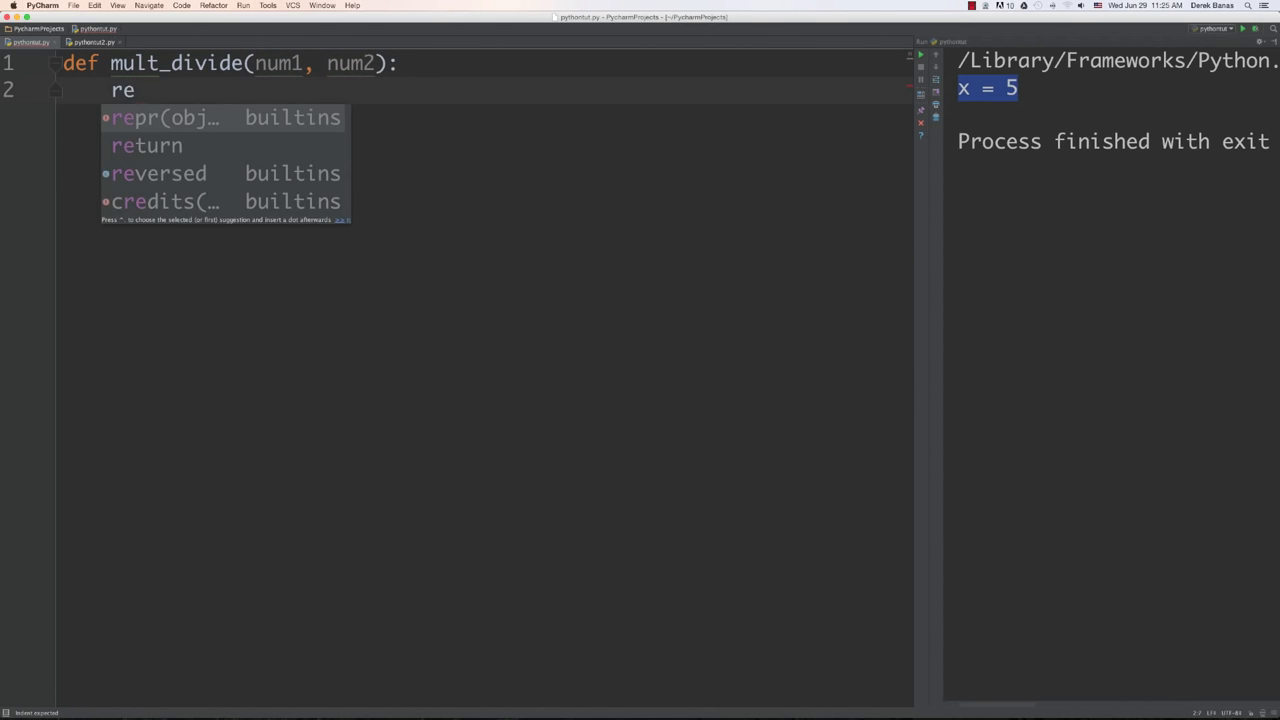 PyCharm File Edit View Navigate Code Refactor Run Tools VCS Window Help 10 Wed Jun 29 11:25 AM Derek Banas
pythontut.py - PycharmProjects - [~/PycharmProjects]
PycharmProjects pythontut.py pythontut
pythontut.py pythontut2.py Run pythontut
1 def mult_divide(num1, num2):
2 re
repr(obj… builtins
return
reversed builtins
credits(… builtins
Press ^. to choose the selected (or first) suggestion and insert a dot afterwards >>
/Library/Frameworks/Python.
x = 5
Process finished with exit
Indent expected 2:7 LF÷ UTF-8÷